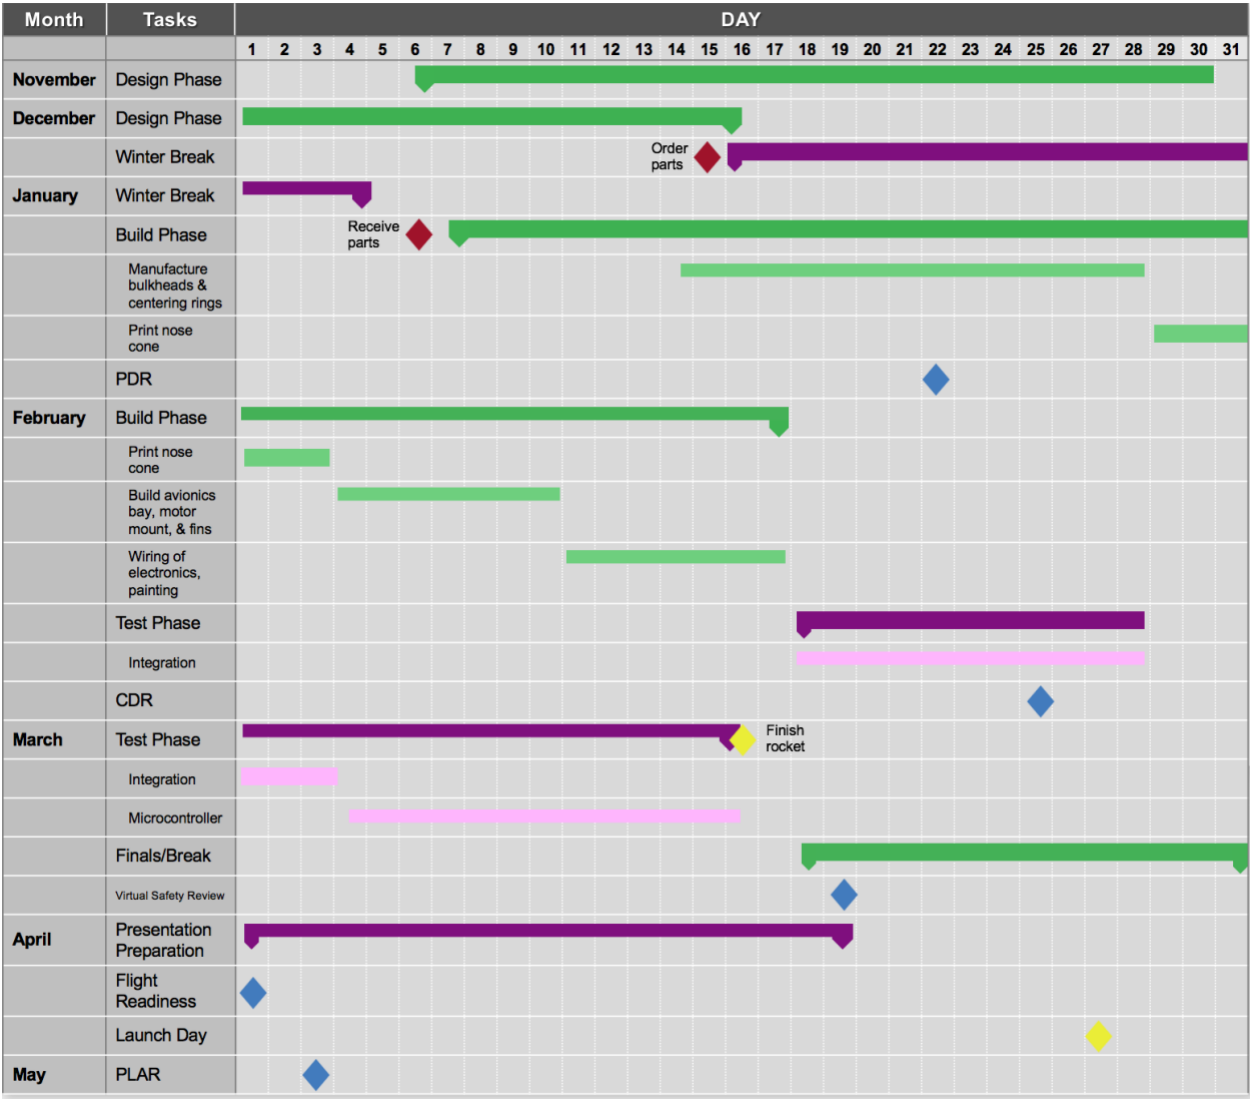 Month Tasks DAY
1 2 3 4 5 6 7 8 9 10 11 12 13 14 15 16 17 18 19 20 21 22 23 24 25 26 27 28 29 30 31
November Design Phase
December Design Phase
Winter Break
Order
parts
January Winter Break
Build Phase
Receive
parts
Manufacture
bulkheads &
centering rings
Print nose
cone
PDR
February Build Phase
Print nose
cone
Build avionics
bay, motor
mount, & fins
Wiring of
electronics,
painting
Test Phase
Integration
CDR
March Test Phase
Finish
rocket
Integration
Microcontroller
Finals/Break
Virtual Safety Review
April
Presentation
Preparation
Flight
Readiness
Launch Day
May PLAR